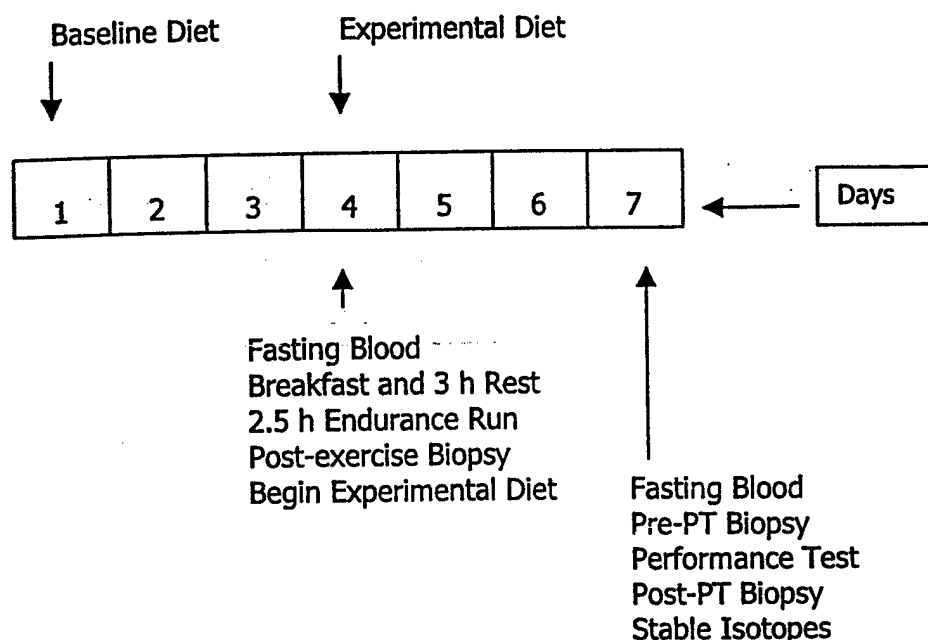 Baseline Diet
Experimental Diet
1 2 3 4 5 6 7
Days
Fasting Blood
Breakfast and 3 h Rest
2.5 h Endurance Run
Post-exercise Biopsy
Begin Experimental Diet
Fasting Blood
Pre-PT Biopsy
Performance Test
Post-PT Biopsy
Stable Isotopes